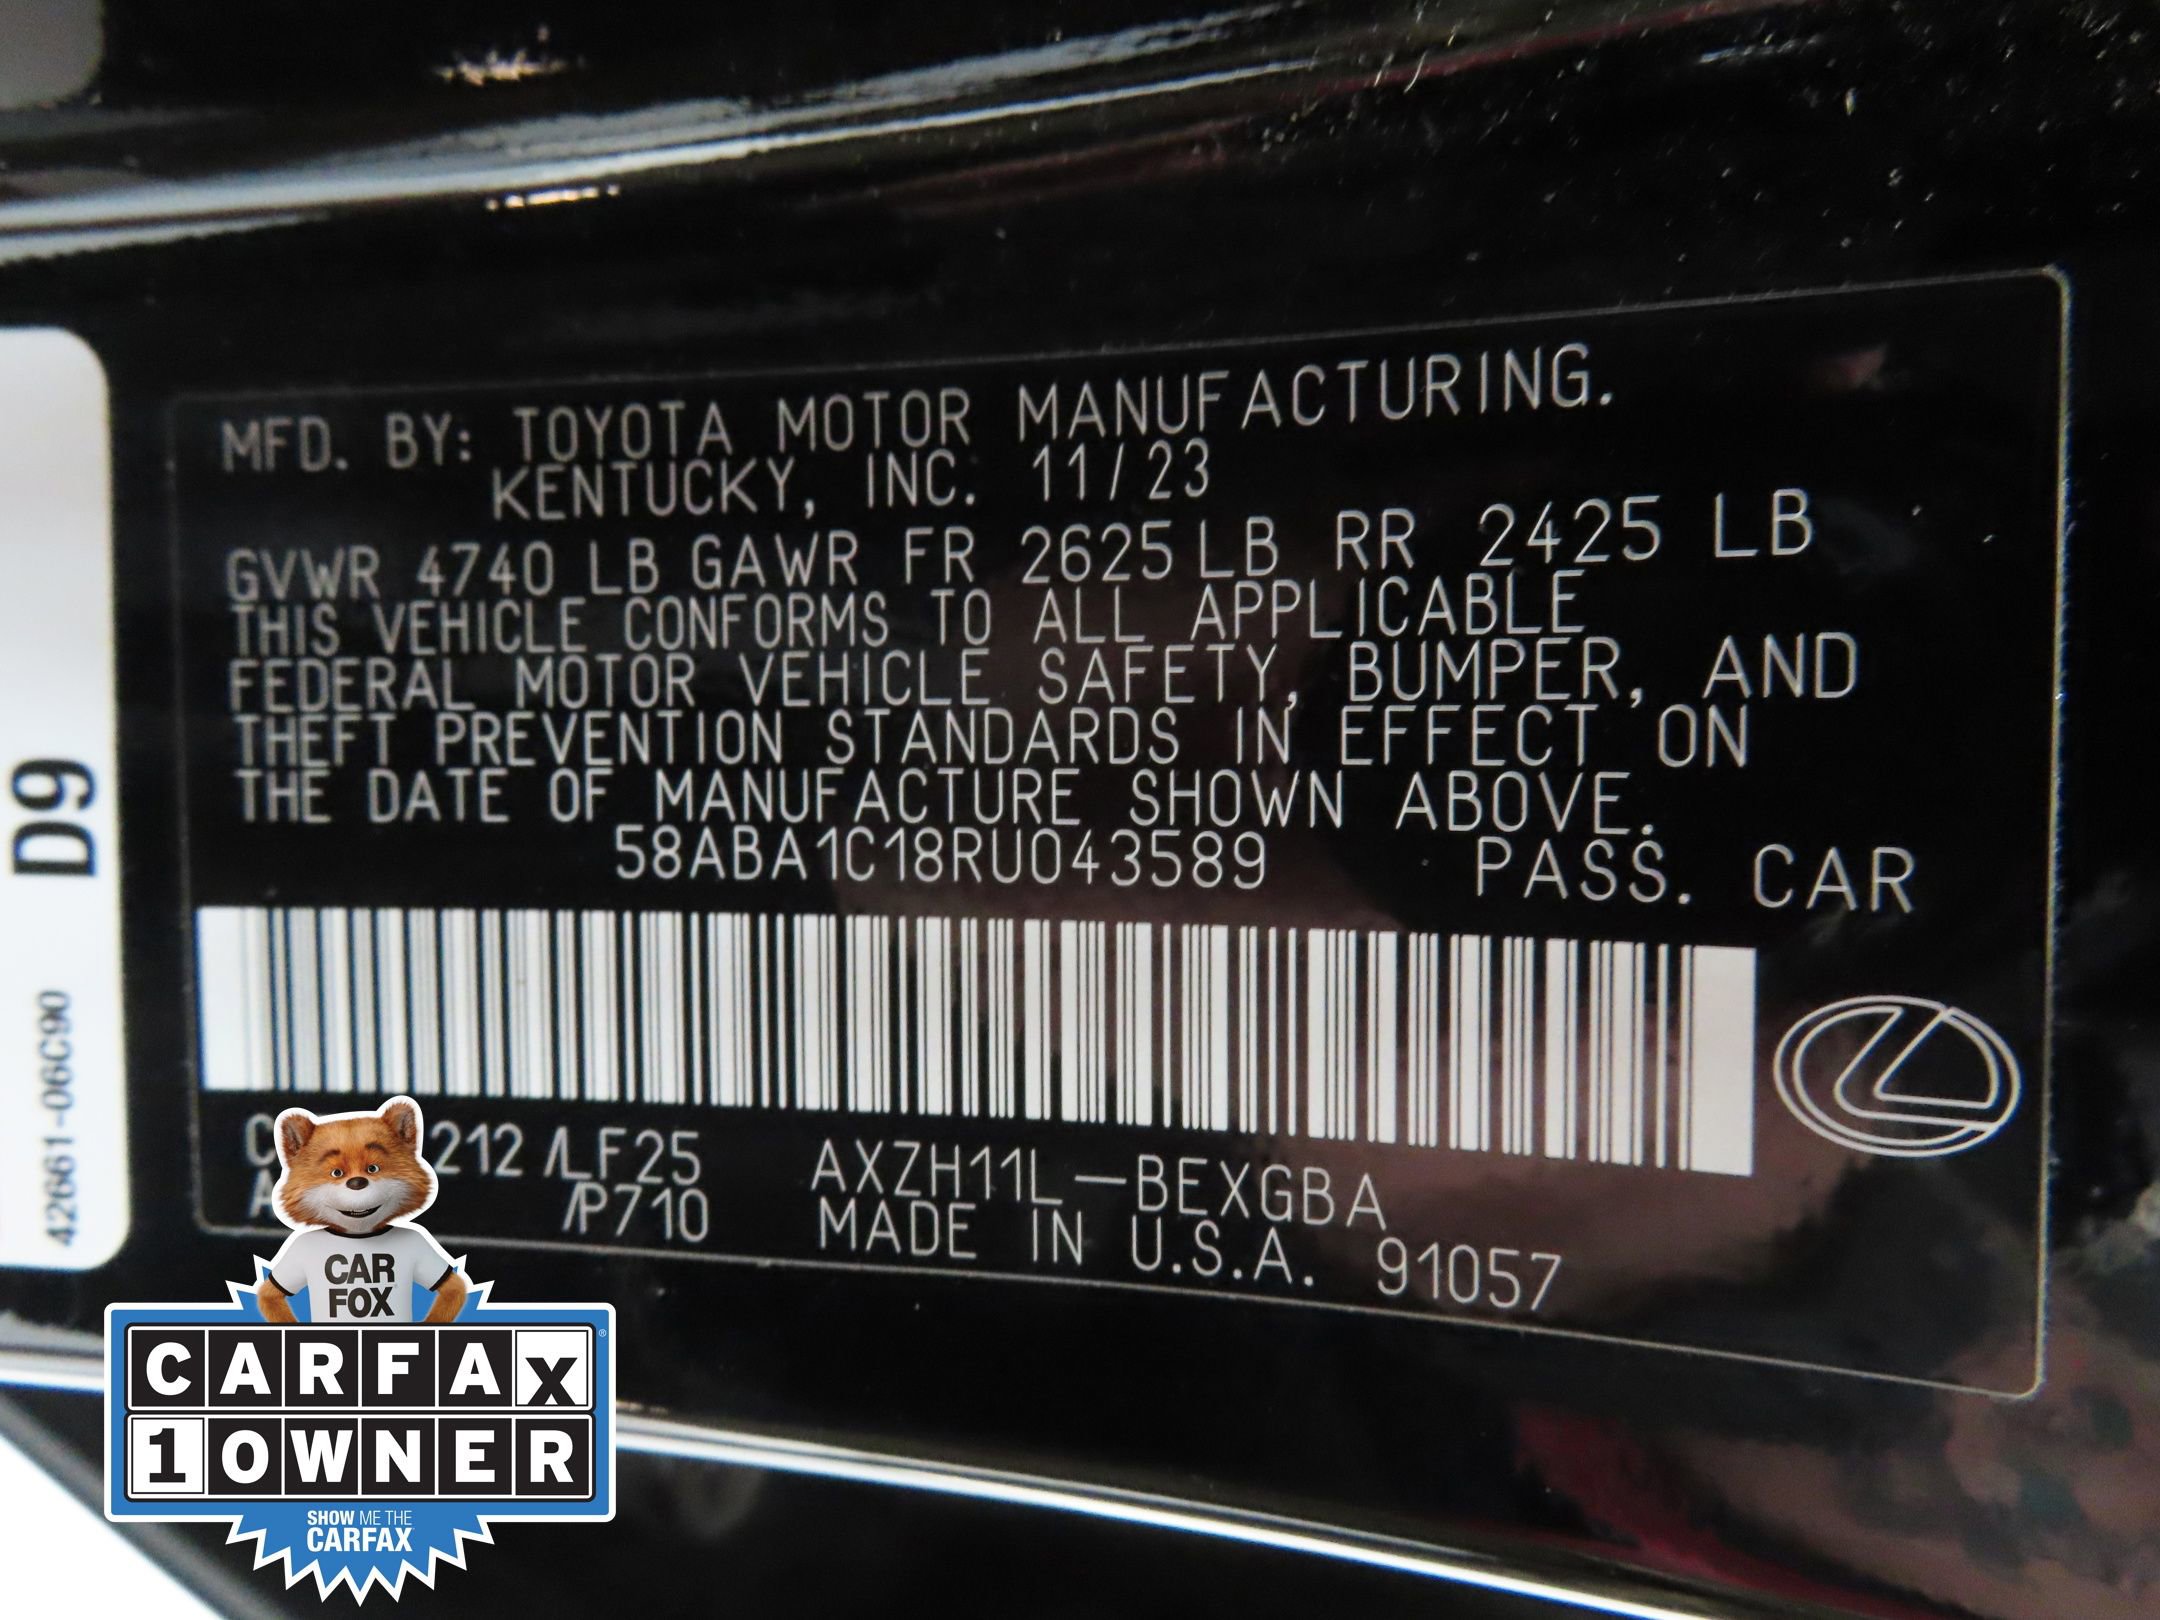 MFD. BY: TOYOTA MOTOR MANUFACTURING.
KENTUCKY, INC. 11/23
GVWR 4740 LB GAWR FR 2625 LB RR 2425 LB
THIS VEHICLE CONFORMS TO ALL APPLICABLE
FEDERAL MOTOR VEHICLE SAFETY, BUMPER, AND
THEFT PREVENTION STANDARDS IN EFFECT ON
THE DATE OF MANUFACTURE SHOWN ABOVE.
58ABA1C18RU043589 PASS. CAR
212 /LF25 AXZH11L-BEXGBA
/P710 MADE IN U.S.A. 91057
D9
42661-06C90
CAR
FOX
CARFAX
1 OWNER
SHOW ME THE
CARFAX